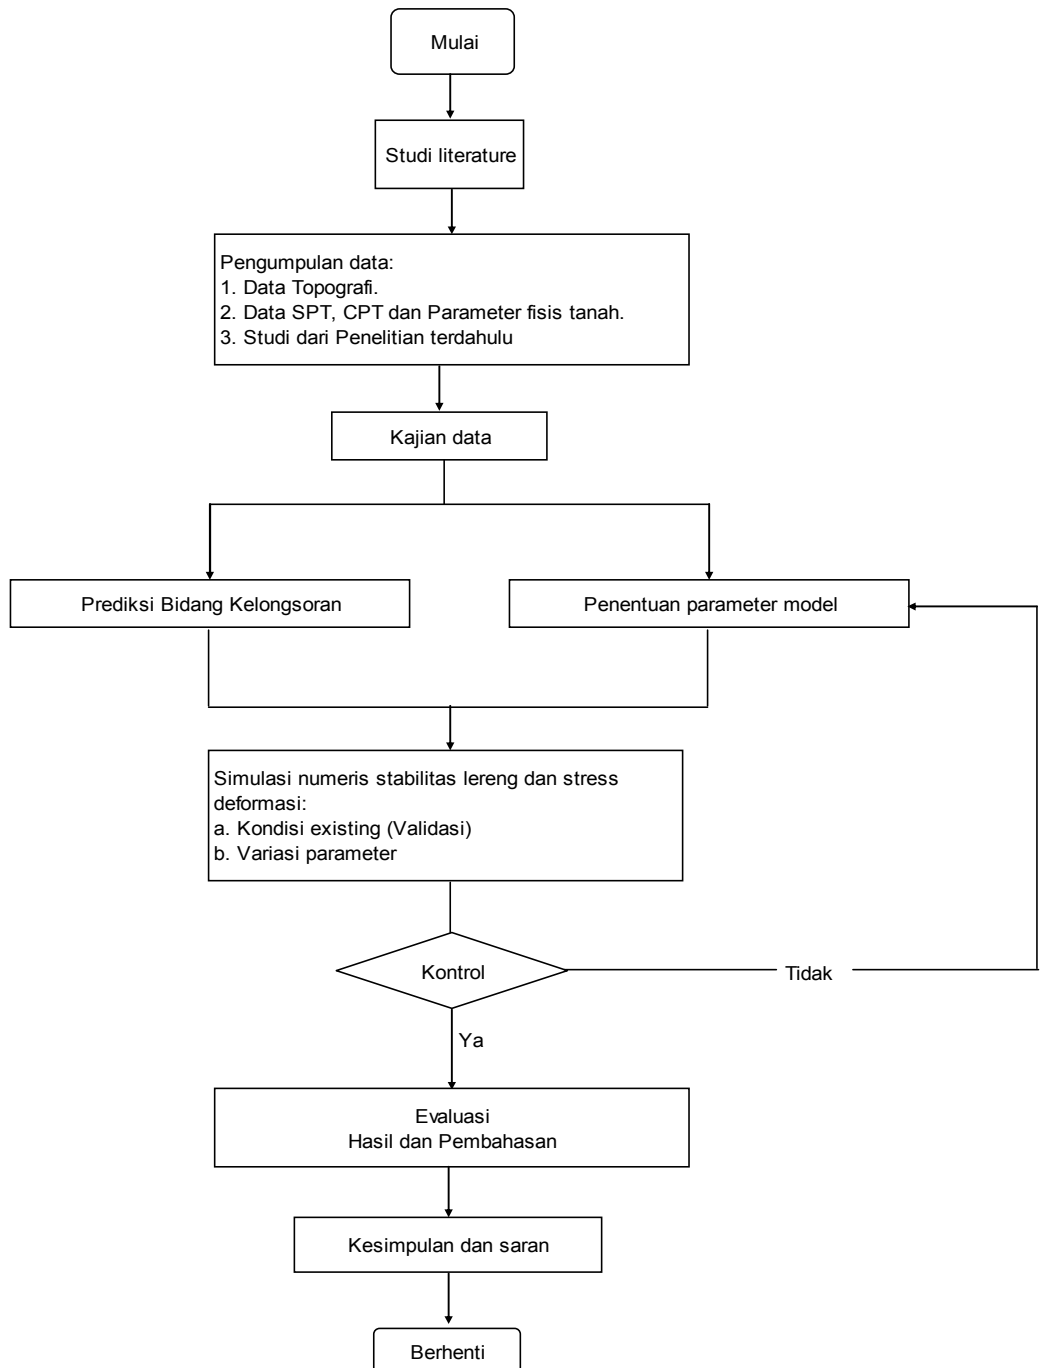 Mulai
Studi literature
Pengumpulan data:
1. Data Topografi.
2. Data SPT, CPT dan Parameter fisis tanah.
3. Studi dari Penelitian terdahulu
Kajian data
Prediksi Bidang Kelongsoran
Penentuan parameter model
Simulasi numeris stabilitas lereng dan stress
deformasi:
a. Kondisi existing (Validasi)
b. Variasi parameter
Kontrol
Tidak
Ya
Evaluasi
Hasil dan Pembahasan
Kesimpulan dan saran
Berhenti